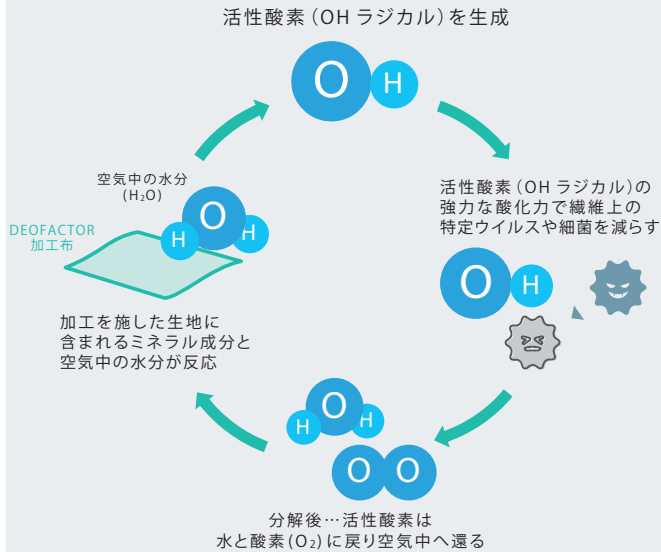 活性酸素(OH ラジカル)を生成
O H
空気中の水分
(H₂O)
O
H H
DEOFACTOR
加工布
加工を施した生地に
含まれるミネラル成分と
空気中の水分が反応
活性酸素(OH ラジカル)の
強力な酸化力で繊維上の
特定ウイルスや細菌を減らす
O H
O
H H
O O
分解後…活性酸素は
水と酸素(O₂)に戻り空気中へ還る